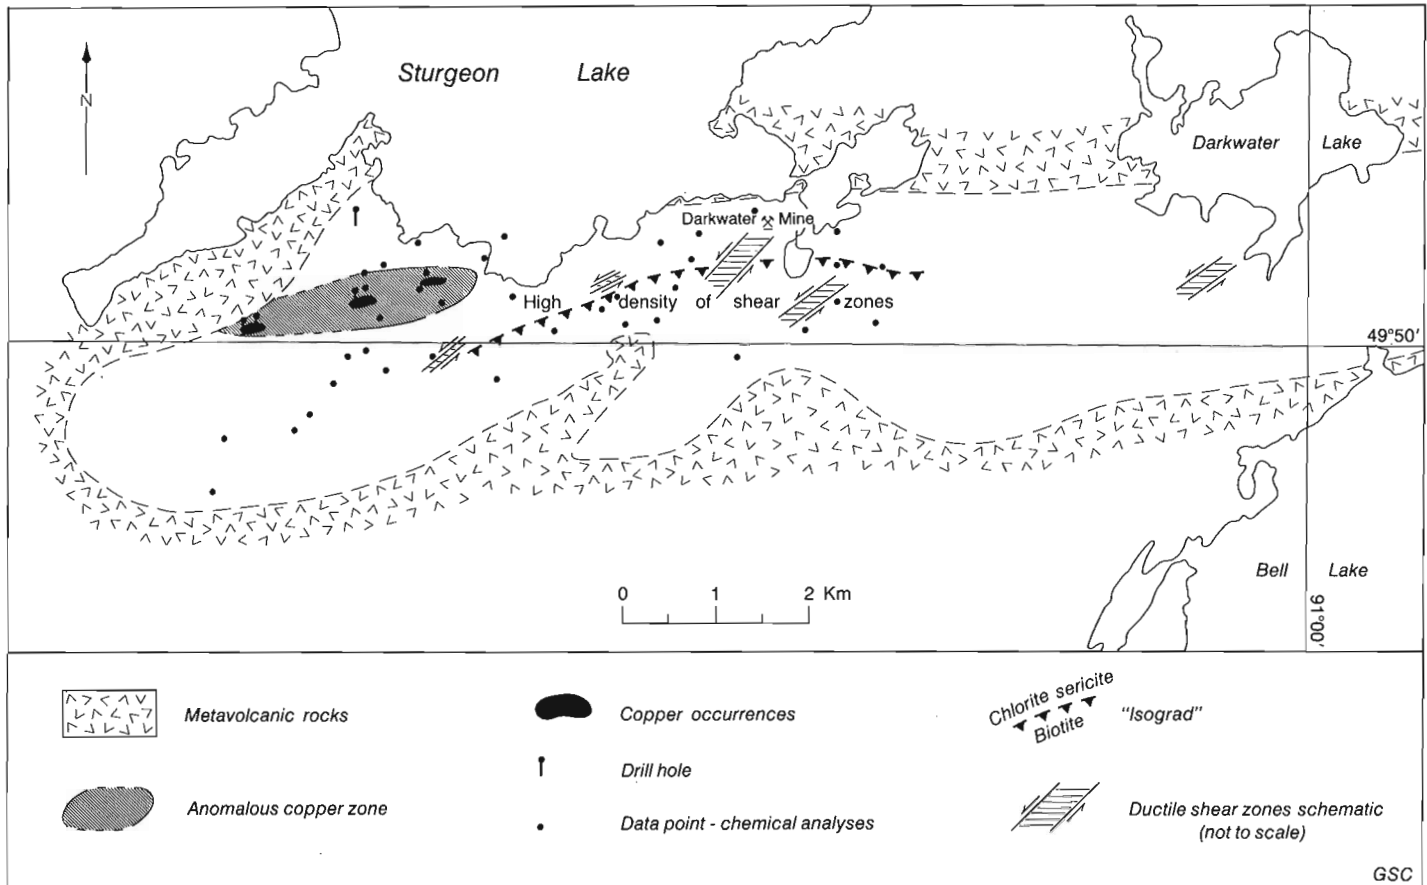 Sturgeon Lake
N
Darkwater Lake
Darkwater Mine
High density of shear zones
49°50'
Bell Lake
91°00'
0 1 2 Km
Metavolcanic rocks
Copper occurrences
Chlorite sericite
Biotite
"Isograd"
Drill hole
Anomalous copper zone
Data point - chemical analyses
Ductile shear zones schematic
(not to scale)
GSC